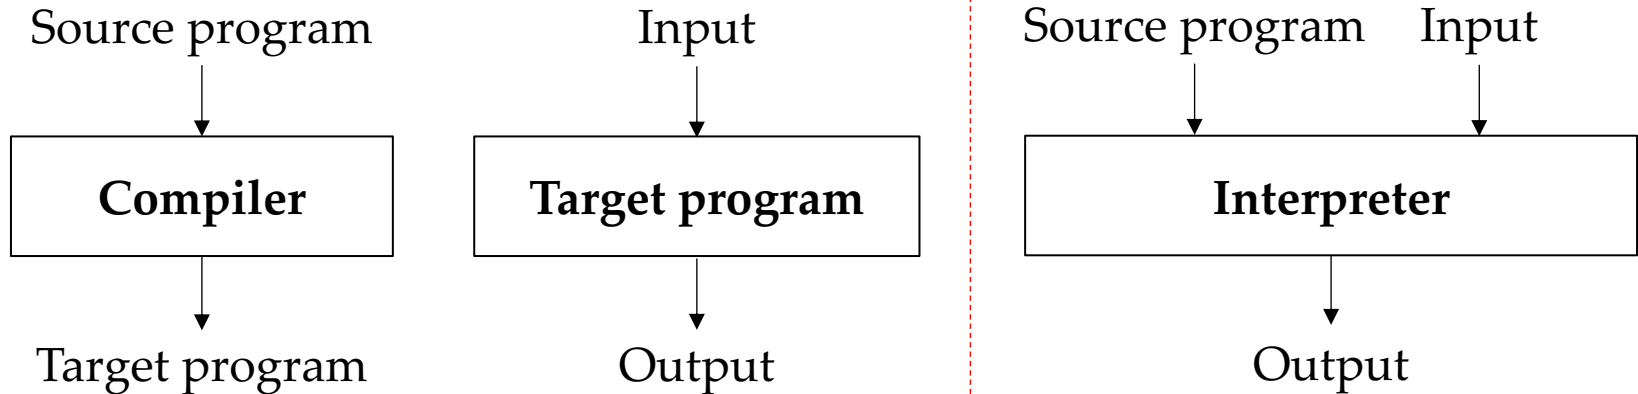 Source program
Compiler
Target program
Input
Target program
Output
Source program Input
Interpreter
Output